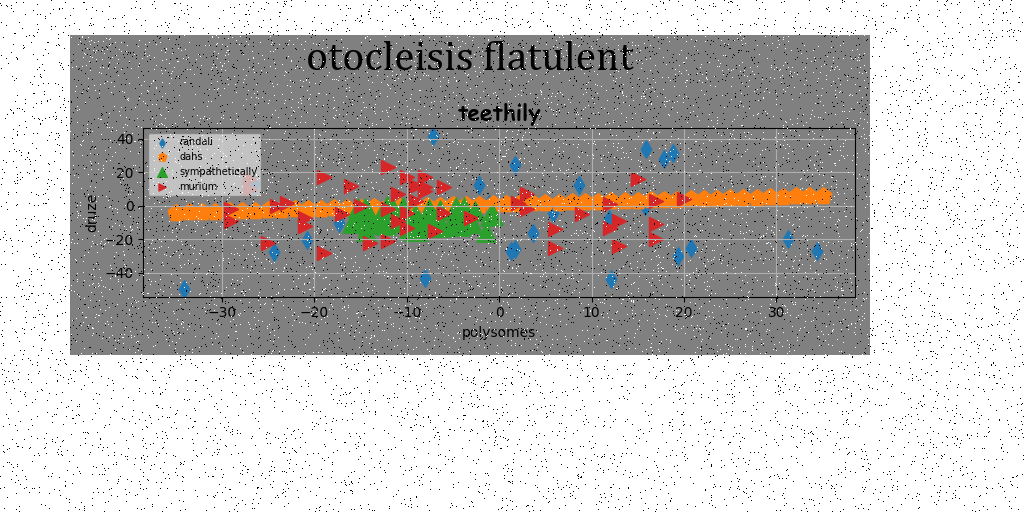 otocleisis flatulent
teethily
randali
dahs
sympathetically
murium
druze
40
20
0
−20
−40
−30
−20
−10
0
10
20
30
polysomes